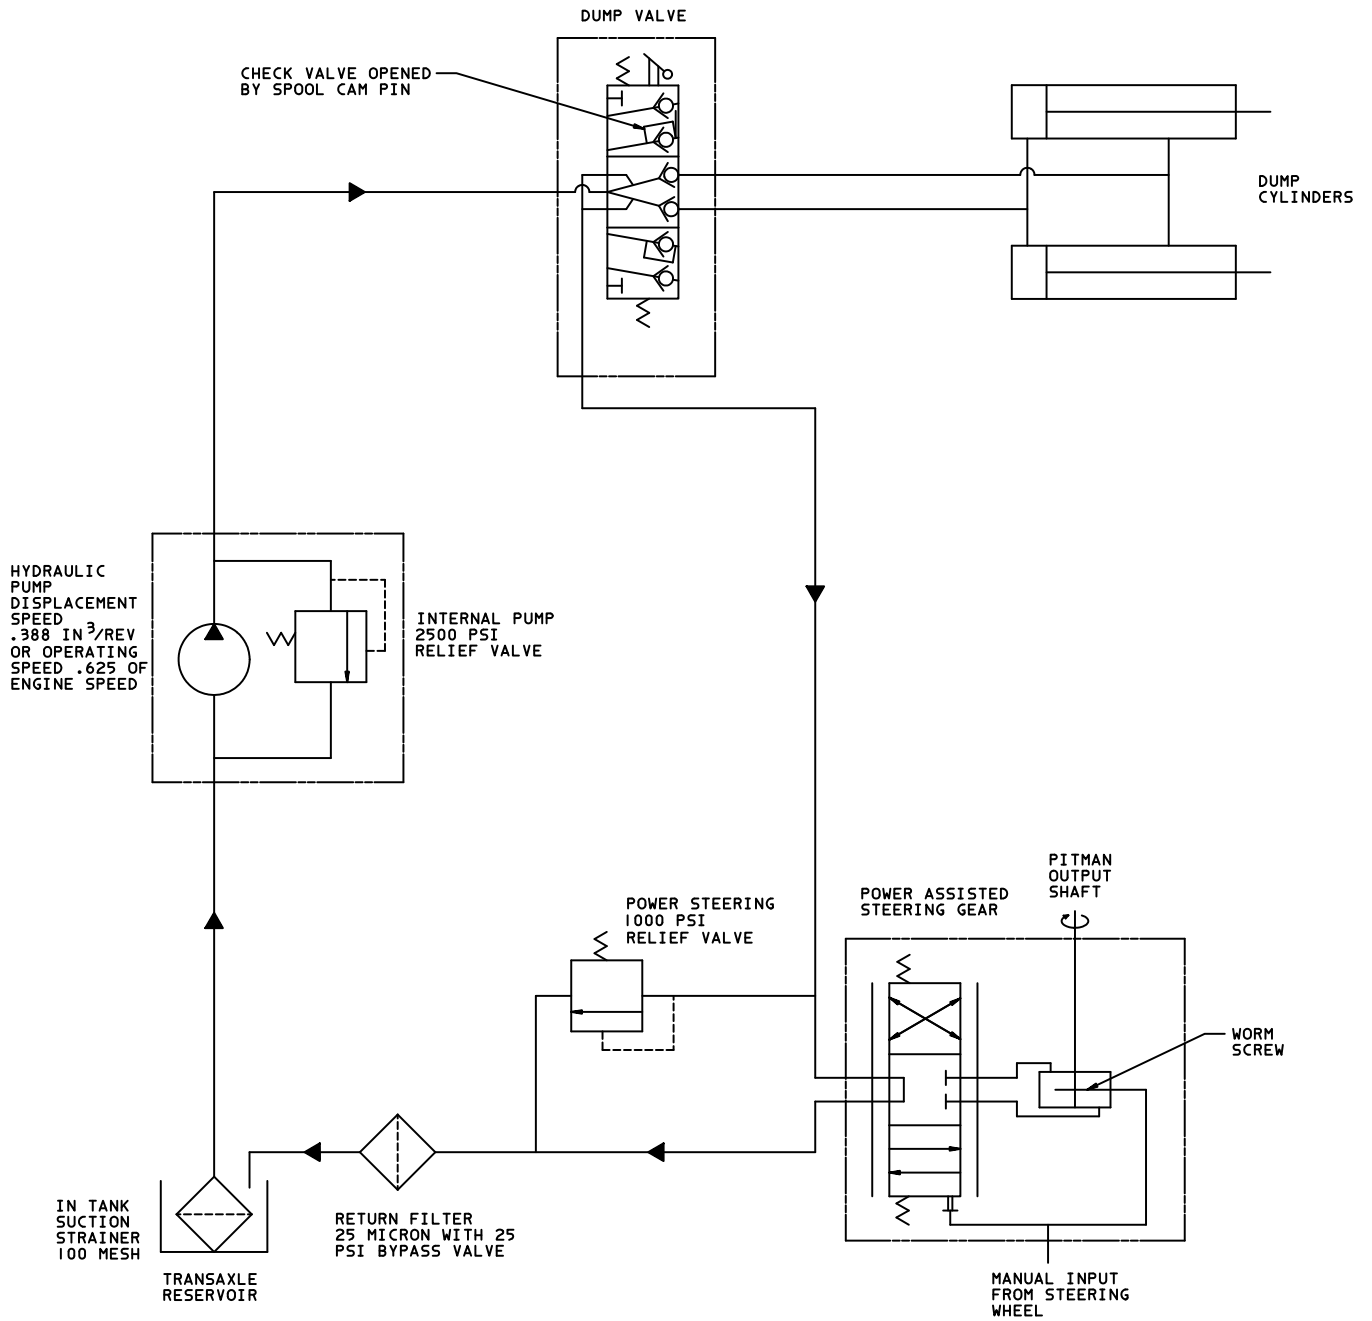 DUMP VALVE
CHECK VALVE OPENED
BY SPOOL CAM PIN
DUMP
CYLINDERS
HYDRAULIC
PUMP
DISPLACEMENT
SPEED
.388 IN³/REV
OR OPERATING
SPEED .625 OF
ENGINE SPEED
INTERNAL PUMP
2500 PSI
RELIEF VALVE
PITMAN
OUTPUT
SHAFT
POWER ASSISTED
STEERING GEAR
POWER STEERING
1000 PSI
RELIEF VALVE
WORM
SCREW
IN TANK
SUCTION
STRAINER
100 MESH
RETURN FILTER
25 MICRON WITH 25
PSI BYPASS VALVE
TRANSAXLE
RESERVOIR
MANUAL INPUT
FROM STEERING
WHEEL